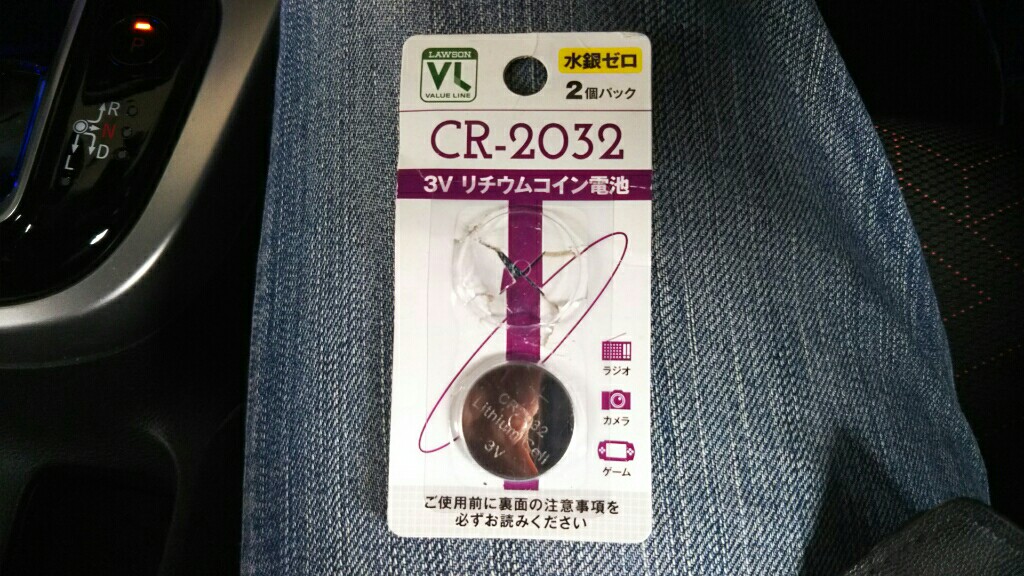 P
R
N
D
L
LAWSON
VL
VALUE LINE
水銀ゼロ
2個パック
CR-2032
3V リチウムコイン電池
ラジオ
カメラ
ゲーム
CR2032
Lithium Cell
3V
ご使用前に裏面の注意事項を
必ずお読みください